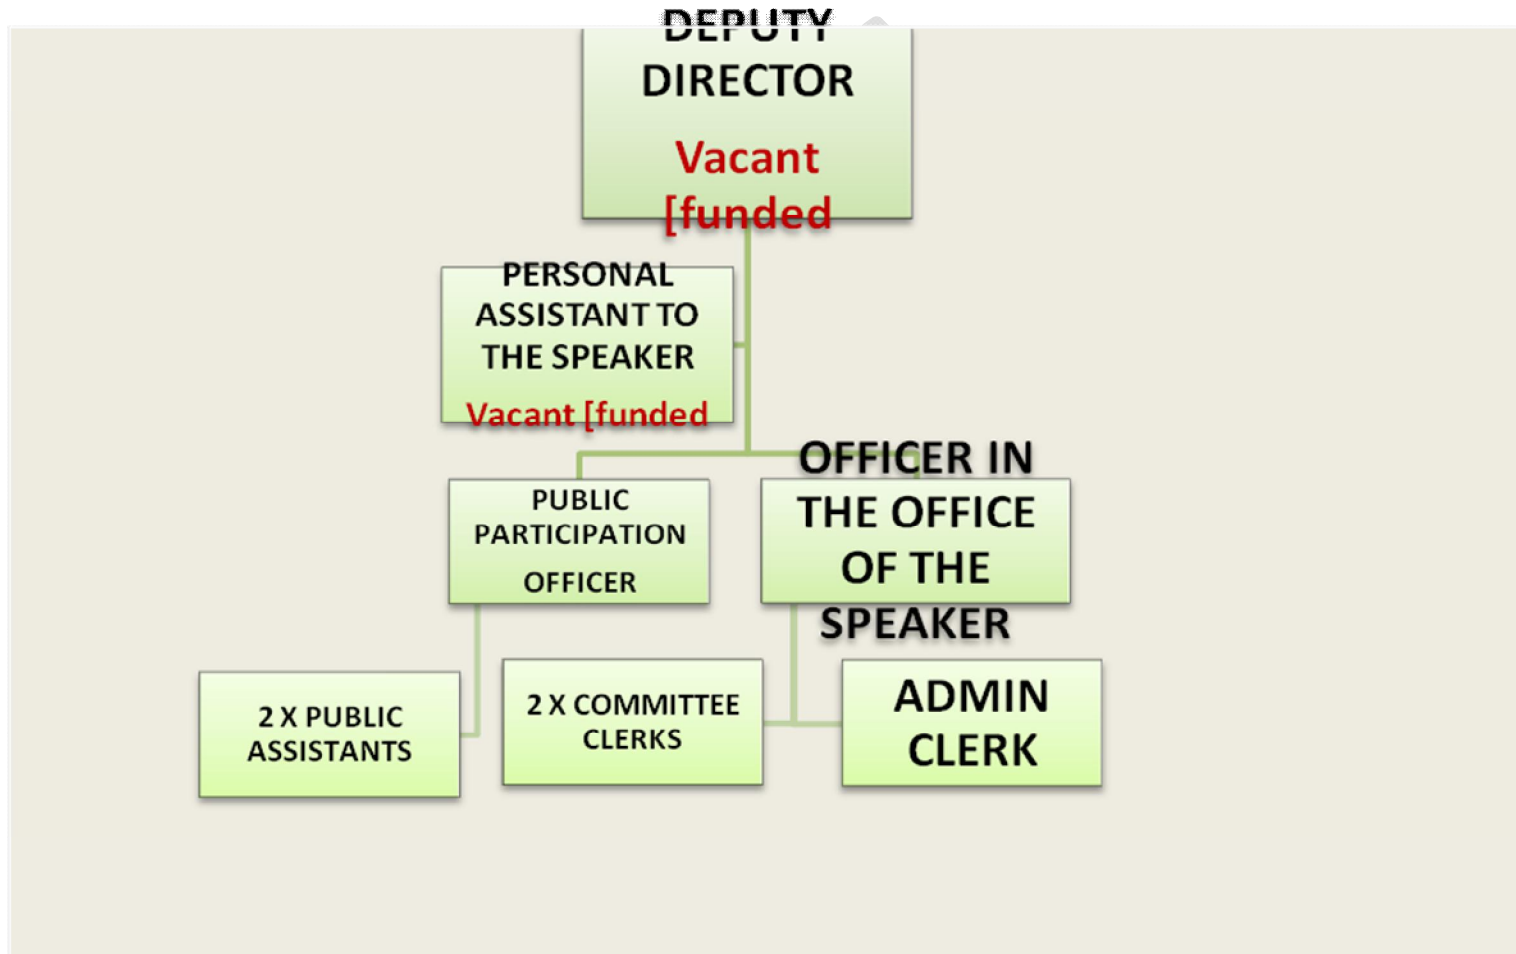 DEPUTY
DIRECTOR
Vacant
[funded
PERSONAL
ASSISTANT TO
THE SPEAKER
Vacant [funded
PUBLIC
PARTICIPATION
OFFICER
OFFICER IN
THE OFFICE
OF THE
SPEAKER
2 X PUBLIC
ASSISTANTS
2 X COMMITTEE
CLERKS
ADMIN
CLERK